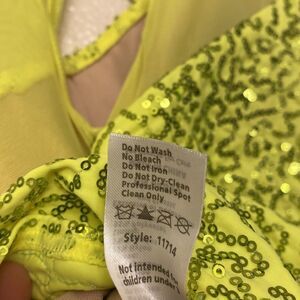 Do Not Wash
No Bleach
Do Not Iron
Do Not Dry-Clean
Professional Spot
Clean Only
Style: 11714
Not Intended for
children under